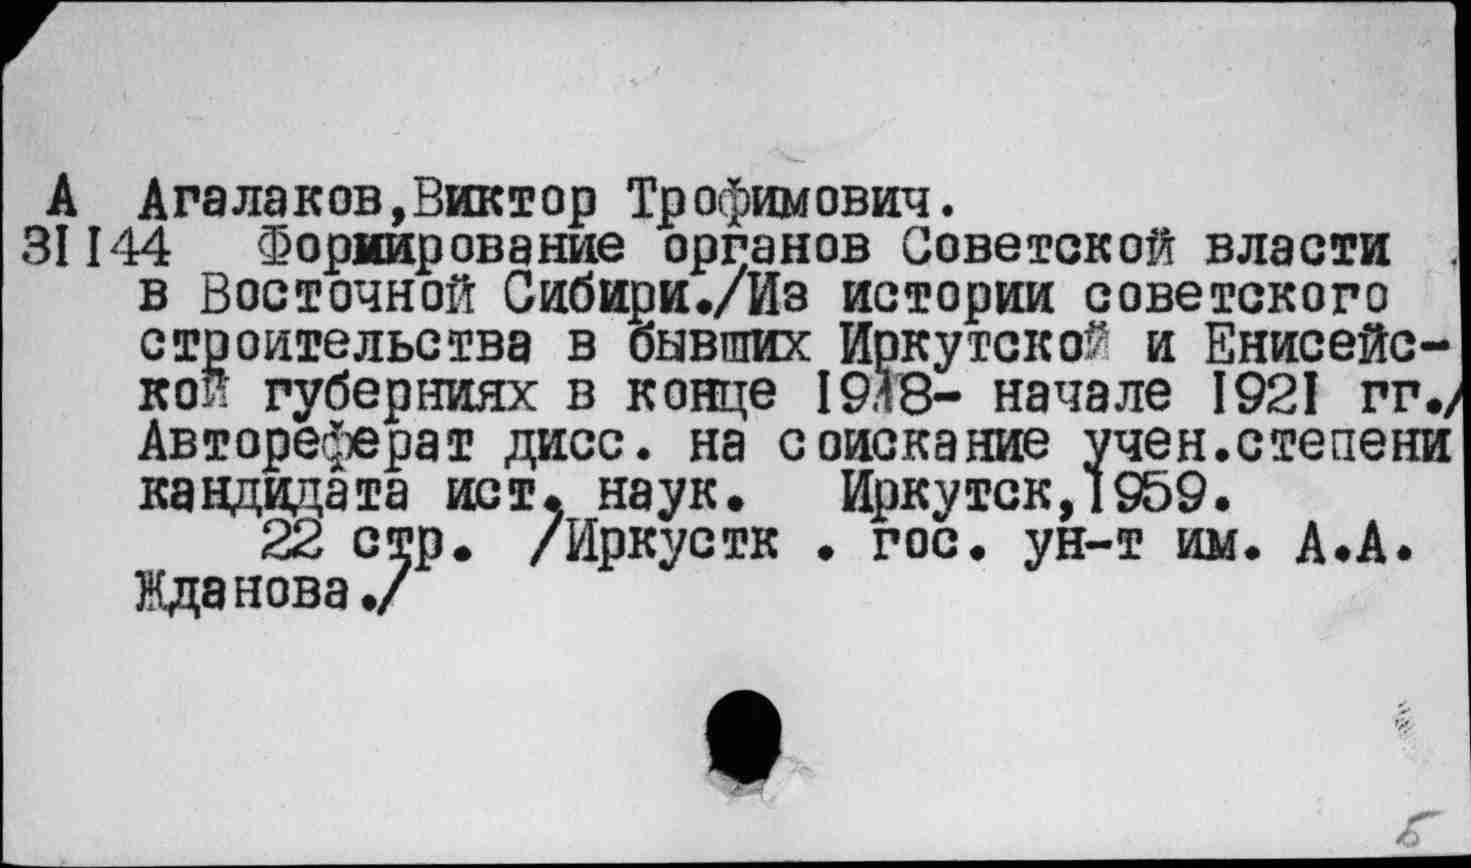 А Агалаков,Виктор Трофимович.
31144 Формирование органов Советской власти
в Восточной Сибири./Из истории советского
строительства в бывших Иркутской и Енисейс-
кой губерниях в конце 1918- начале 1921 гг./
Автореферат дисс. на соискание учен.степени
кандидата ист. наук. Иркутск,1959.
22 стр. /Иркустк . гос. ун-т им. А.А.
Жданова./